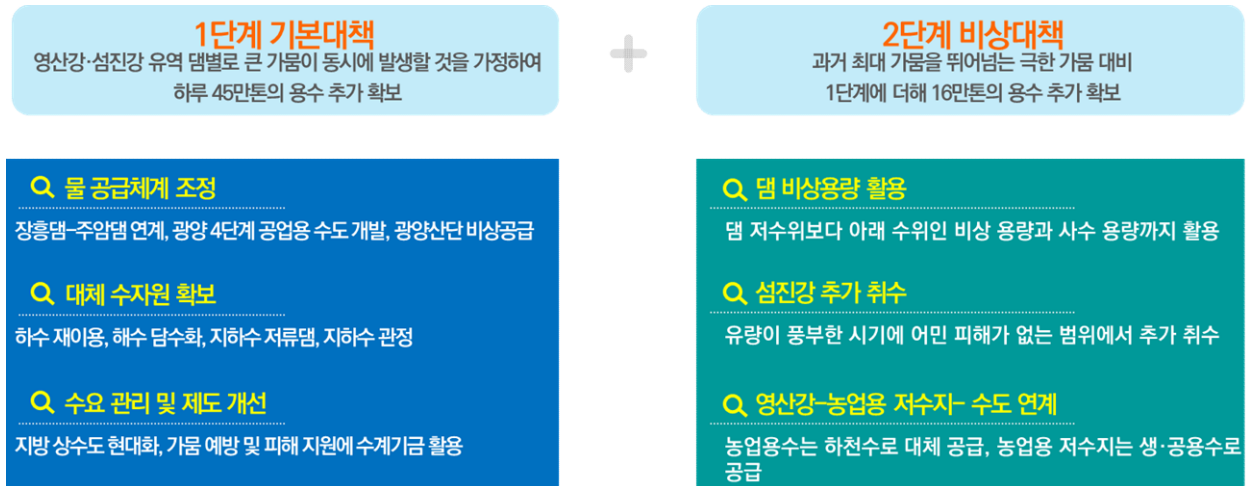 1단계 기본대책
영산강·섬진강 유역 댐별로 큰 가뭄이 동시에 발생할 것을 가정하여
하루 45만톤의 용수 추가 확보
+
2단계 비상대책
과거 최대 가뭄을 뛰어넘는 극한 가뭄 대비
1단계에 더해 16만톤의 용수 추가 확보
물 공급체계 조정
장흥댐-주암댐 연계, 광양 4단계 공업용 수도 개발, 광양산단 비상공급
대체 수자원 확보
하수 재이용, 해수 담수화, 지하수 저류댐, 지하수 관정
수요 관리 및 제도 개선
지방 상수도 현대화, 가뭄 예방 및 피해 지원에 수계기금 활용
댐 비상용량 활용
댐 저수위보다 아래 수위인 비상 용량과 사수 용량까지 활용
섬진강 추가 취수
유량이 풍부한 시기에 어민 피해가 없는 범위에서 추가 취수
영산강-농업용 저수지- 수도 연계
농업용수는 하천수로 대체 공급, 농업용 저수지는 생·공용수로
공급